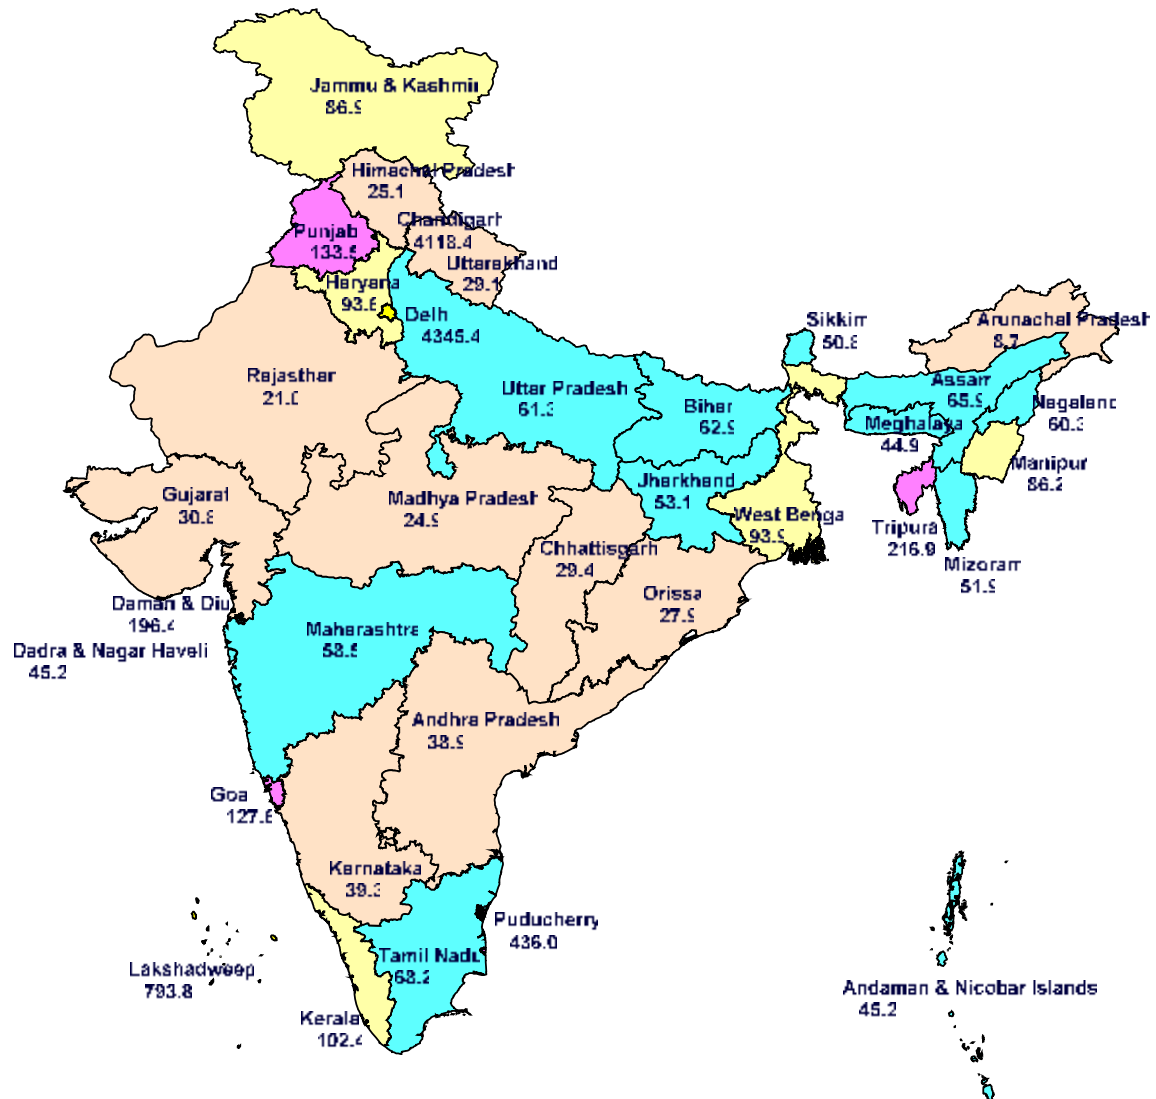 Jammu & Kashmir
86.9
Himachal Pradesh
25.1
Chandigarh
4118.4
Punjab
133.5
Uttarakhand
29.1
Haryana
93.6
Delh
4345.4
Sikkim
50.8
Arunachal Pradesh
8.7
Rajasthan
21.0
Uttar Pradesh
61.3
Bihar
62.9
Assam
65.9
Nagaland
60.3
Meghalaya
44.9
Manipur
86.2
Jharkhand
53.1
Gujarat
30.8
Madhya Pradesh
24.9
West Benga
93.9
Tripura
216.9
Chhattisgarh
29.4
Mizoram
51.9
Orissa
27.9
Daman & Diu
196.4
Maharashtra
58.5
Dadra & Nagar Haveli
45.2
Andhra Pradesh
38.9
Goa
127.6
Karnataka
39.3
Puducherry
436.0
Tamil Nadu
68.2
Lakshadweep
793.8
Andaman & Nicobar Islands
45.2
Kerala
102.4